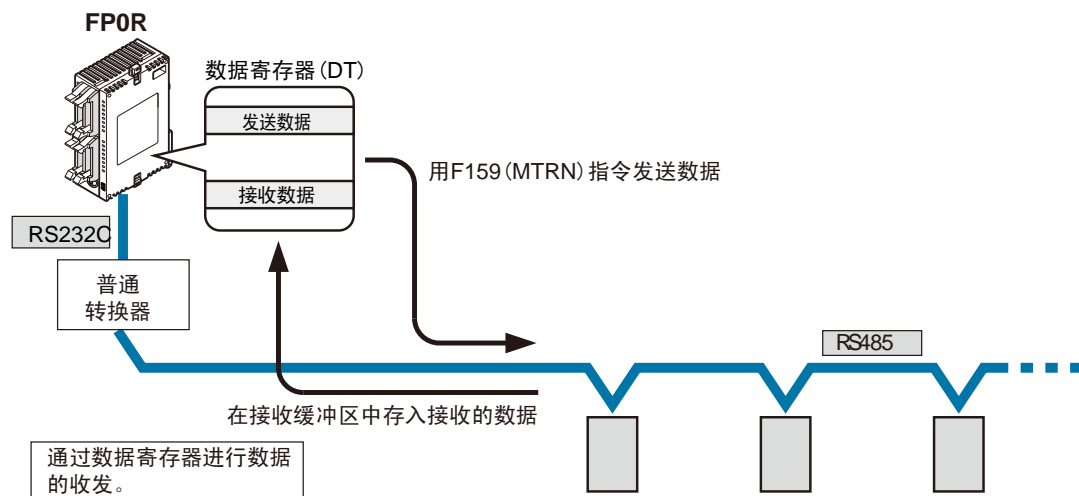 FP0R
数据寄存器(DT)
发送数据
接收数据
用F159(MTRN)指令发送数据
RS232C
普通
转换器
RS485
在接收缓冲区中存入接收的数据
通过数据寄存器进行数据
的收发。